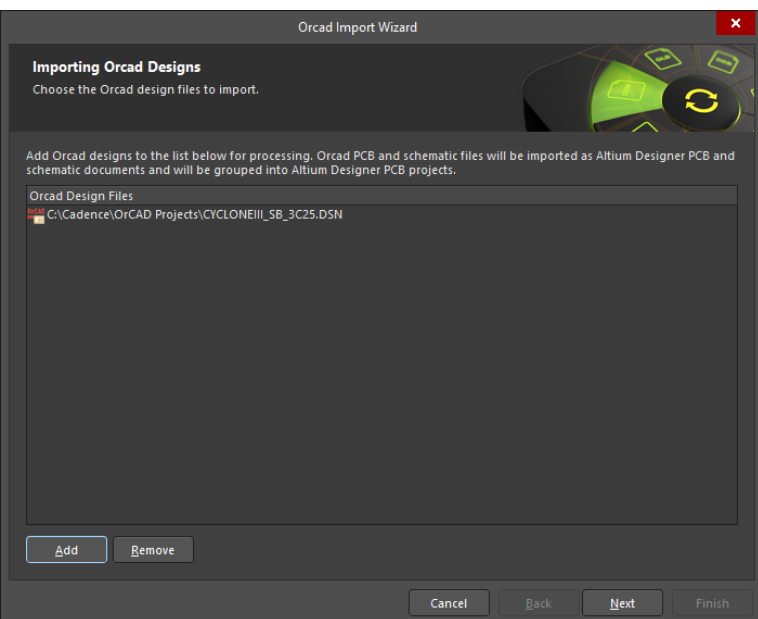 Orcad Import Wizard
Importing Orcad Designs
Choose the Orcad design files to import.
Add Orcad designs to the list below for processing. Orcad PCB and schematic files will be imported as Altium Designer PCB and
schematic documents and will be grouped into Altium Designer PCB projects.
Orcad Design Files
C:\Cadence\OrCAD Projects\CYCLONEIII_SB_3C25.DSN
Add
Remove
Cancel
Back
Next
Finish